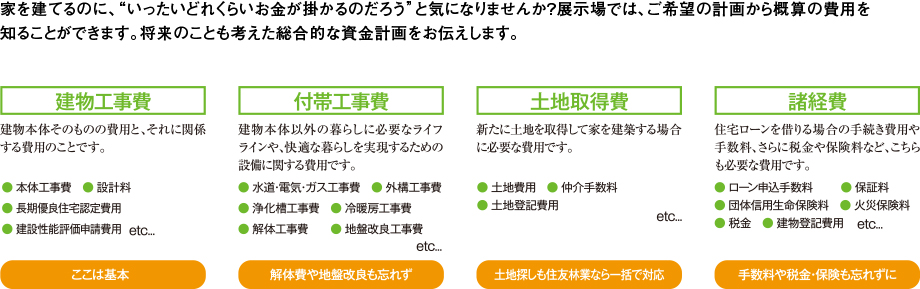 家を建てるのに、“いったいどれくらいお金が掛かるのだろう”と気になりませんか?展示場では、ご希望の計画から概算の費用を
知ることができます。将来のことも考えた総合的な資金計画をお伝えします。
建物工事費
建物本体そのものの費用と、それに関係
する費用のことです。
● 本体工事費 ● 設計料
● 長期優良住宅認定費用
● 建設性能評価申請費用 etc...
ここは基本
付帯工事費
建物本体以外の暮らしに必要なライフ
ラインや、快適な暮らしを実現するための
設備に関する費用です。
● 水道・電気・ガス工事費 ● 外構工事費
● 浄化槽工事費 ● 冷暖房工事費
● 解体工事費 ● 地盤改良工事費
etc...
解体費や地盤改良も忘れず
土地取得費
新たに土地を取得して家を建築する場合
に必要な費用です。
● 土地費用 ● 仲介手数料
● 土地登記費用
etc...
土地探しも住友林業なら一括で対応
諸経費
住宅ローンを借りる場合の手続き費用や
手数料、さらに税金や保険料など、こちら
も必要な費用です。
● ローン申込手数料 ● 保証料
● 団体信用生命保険料 ● 火災保険料
● 税金 ● 建物登記費用 etc...
手数料や税金・保険も忘れずに